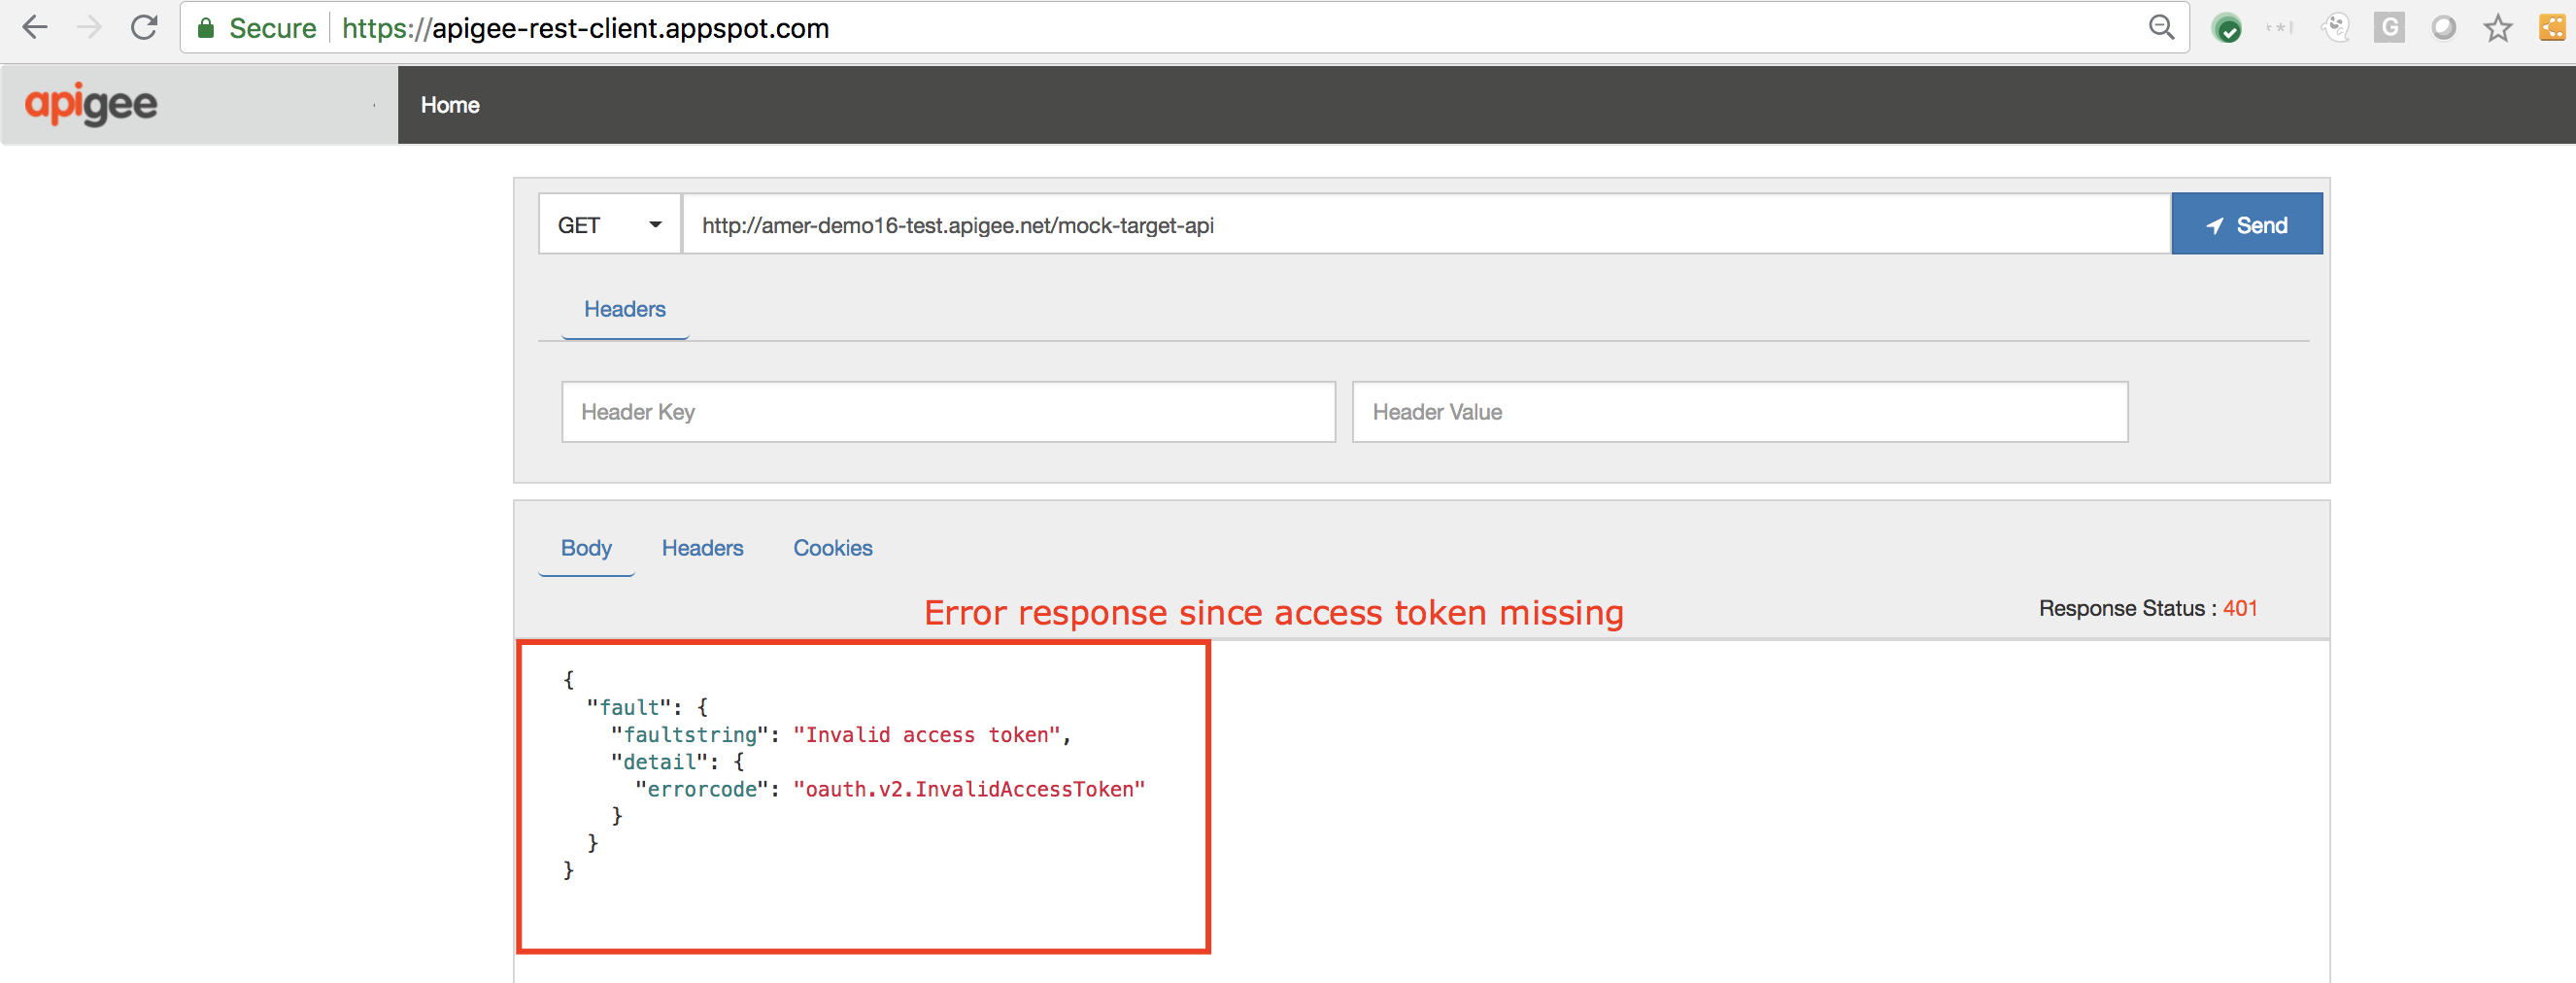 Secure https://apigee-rest-client.appspot.com
G
apigee
Home
GET http://amer-demo16-test.apigee.net/mock-target-api Send
Headers
Header Key Header Value
Body Headers Cookies
Error response since access token missing
Response Status : 401
{
"fault": {
"faultstring": "Invalid access token",
"detail": {
"errorcode": "oauth.v2.InvalidAccessToken"
}
}
}